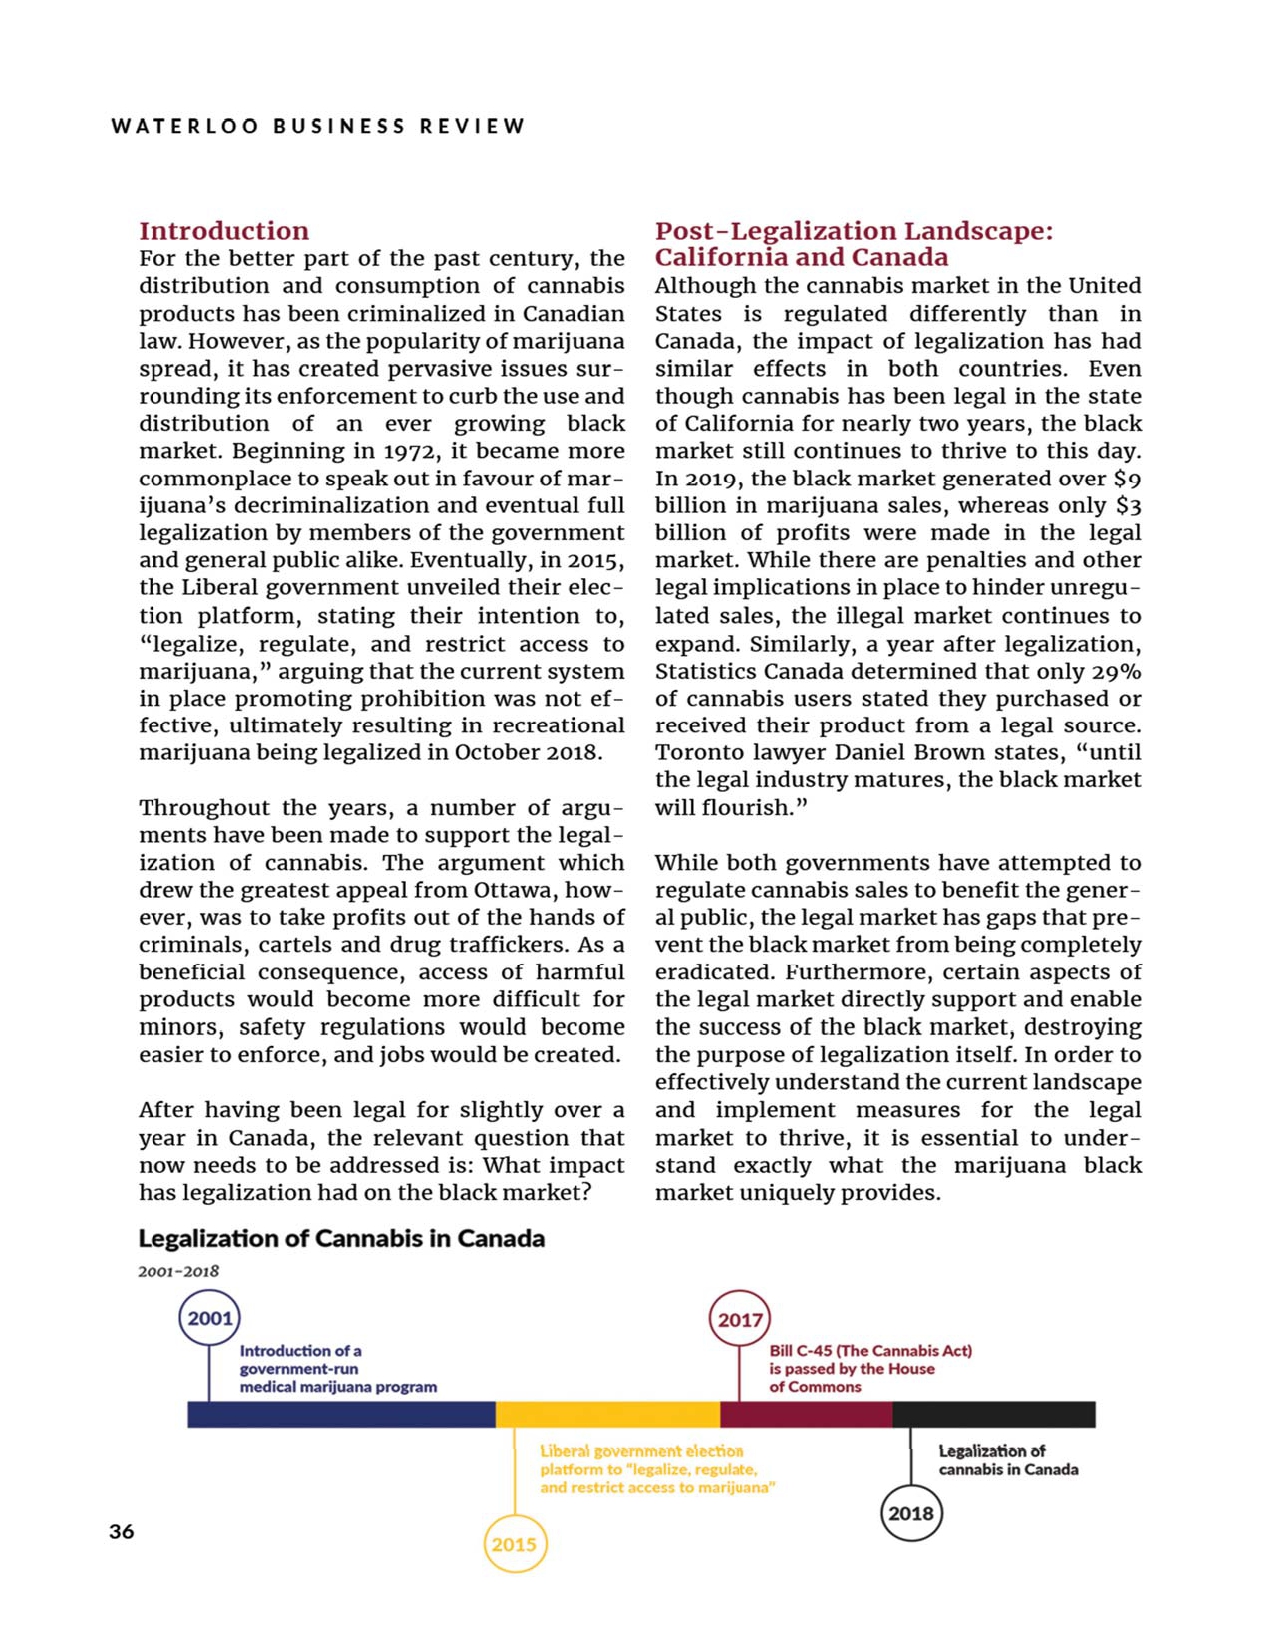 WATERLOO BUSINESS REVIEW
Introduction
For the better part of the past century, the
distribution and consumption of cannabis
products has been criminalized in Canadian
law. However, as the popularity of marijuana
spread, it has created pervasive issues sur-
rounding its enforcement to curb the use and
distribution of an ever growing black
market. Beginning in 1972, it became more
commonplace to speak out in favour of mar-
ijuana’s decriminalization and eventual full
legalization by members of the government
and general public alike. Eventually, in 2015,
the Liberal government unveiled their elec-
tion platform, stating their intention to,
“legalize, regulate, and restrict access to
marijuana,” arguing that the current system
in place promoting prohibition was not ef-
fective, ultimately resulting in recreational
marijuana being legalized in October 2018.
Throughout the years, a number of argu-
ments have been made to support the legal-
ization of cannabis. The argument which
drew the greatest appeal from Ottawa, how-
ever, was to take profits out of the hands of
criminals, cartels and drug traffickers. As a
beneficial consequence, access of harmful
products would become more difficult for
minors, safety regulations would become
easier to enforce, and jobs would be created.
After having been legal for slightly over a
year in Canada, the relevant question that
now needs to be addressed is: What impact
has legalization had on the black market?
Post-Legalization Landscape:
California and Canada
Although the cannabis market in the United
States is regulated differently than in
Canada, the impact of legalization has had
similar effects in both countries. Even
though cannabis has been legal in the state
of California for nearly two years, the black
market still continues to thrive to this day.
In 2019, the black market generated over $9
billion in marijuana sales, whereas only $3
billion of profits were made in the legal
market. While there are penalties and other
legal implications in place to hinder unregu-
lated sales, the illegal market continues to
expand. Similarly, a year after legalization,
Statistics Canada determined that only 29%
of cannabis users stated they purchased or
received their product from a legal source.
Toronto lawyer Daniel Brown states, “until
the legal industry matures, the black market
will flourish.”
While both governments have attempted to
regulate cannabis sales to benefit the gener-
al public, the legal market has gaps that pre-
vent the black market from being completely
eradicated. Furthermore, certain aspects of
the legal market directly support and enable
the success of the black market, destroying
the purpose of legalization itself. In order to
effectively understand the current landscape
and implement measures for the legal
market to thrive, it is essential to under-
stand exactly what the marijuana black
market uniquely provides.
Legalization of Cannabis in Canada
2001-2018
2001
Introduction of a
government-run
medical marijuana program
2017
Bill C-45 (The Cannabis Act)
is passed by the House
of Commons
Liberal government election
platform to "legalize, regulate,
and restrict access to marijuana"
2015
Legalization of
cannabis in Canada
2018
36